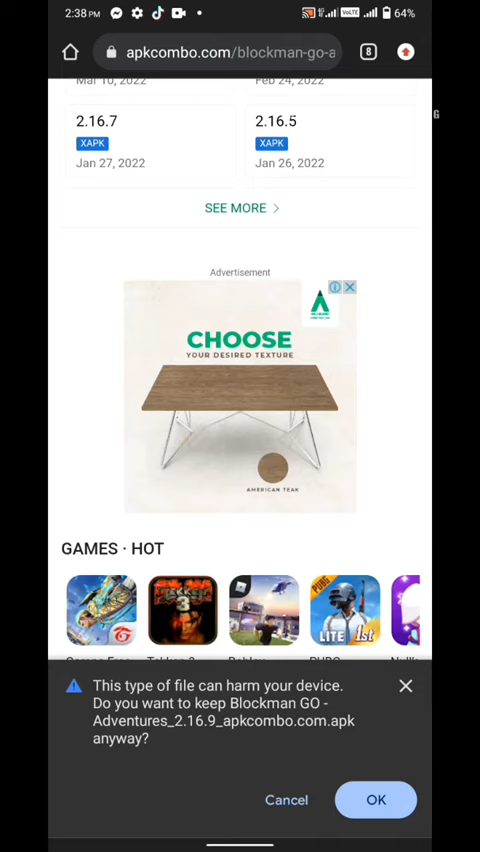 2:38 PM
VoLTE
64%
apkcombo.com/blockman-go-a
8
Mar 10, 2022
Feb 24, 2022
G
2.16.7
2.16.5
XAPK
XAPK
Jan 27, 2022
Jan 26, 2022
SEE MORE
Advertisement
CHOOSE
YOUR DESIRED TEXTURE
AMERICAN TEAK
GAMES · HOT
PUBG
3
LITE
1st
This type of file can harm your device.
Do you want to keep Blockman GO -
Adventures_2.16.9_apkcombo.com.apk
anyway?
Cancel
OK